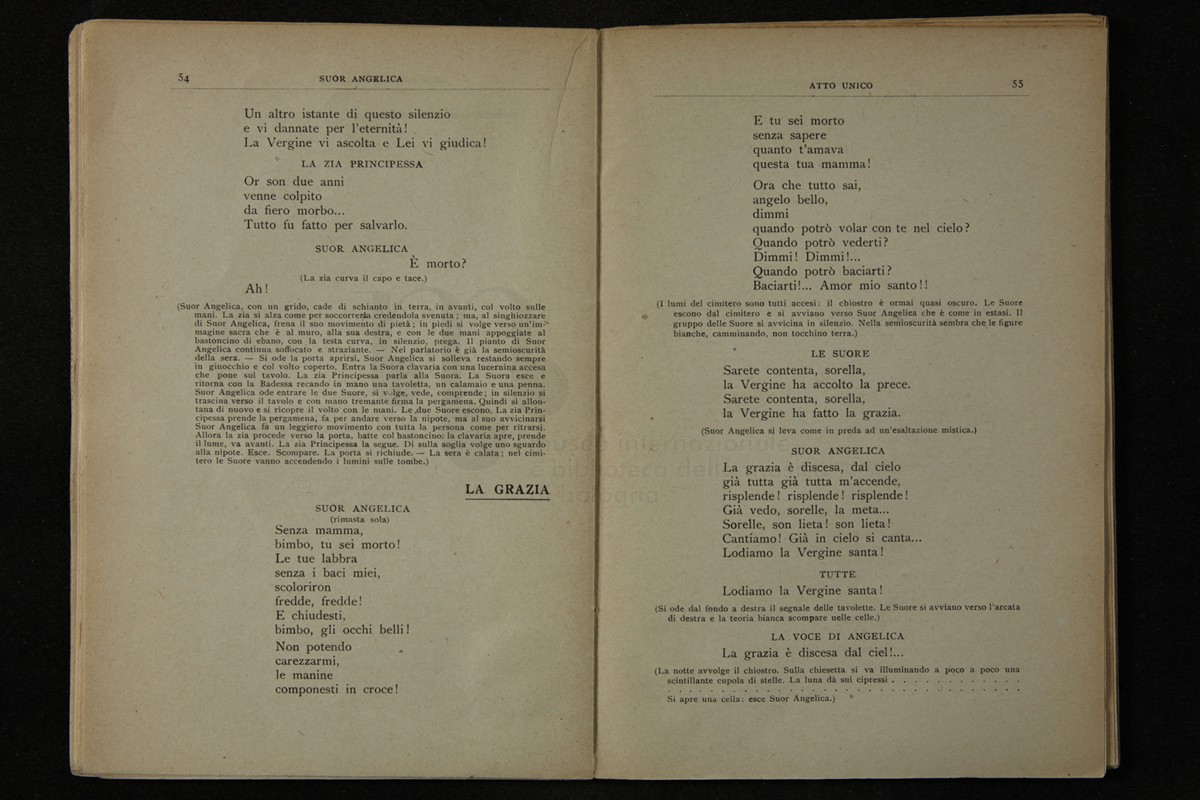 54
SUOR ANGELICA
Un altro istante di questo silenzio
e vi dannate per l'eternità!
La Vergine vi ascolta e Lei vi giudica!
LA ZIA PRINCIPESSA
Or son due anni
venne colpito
da fiero morbo...
Tutto fu fatto per salvarlo.
SUOR ANGELICA
È morto?
(La zia curva il capo e tace.)
Ah!
(Suor Angelica, con un grido, cade di schianto in terra, in avanti, col volto sulle
mani. La zia si alza come per soccorrerla credendola svenuta; ma, al singhiozzare
di Suor Angelica, frena il suo movimento di pietà; in piedi si volge verso un'im-
magine sacra che è al muro, alla sua destra, e con le due mani appoggiate al
bastoncino di ebano, con la testa curva, in silenzio, prega. Il pianto di Suor
Angelica continua soffocato e straziante. — Nel parlatorio è già la semioscurità
della sera. — Si ode la porta aprirsi. Suor Angelica si solleva restando sempre
in ginocchio e col volto coperto. Entra la Suora clavaria con una lucernina accesa
che pone sul tavolo. La zia Principessa parla alla Suora. La Suora esce e
ritorna con la Badessa recando in mano una tavoletta, un calamaio e una penna.
Suor Angelica ode entrare le due Suore, si volge, vede, comprende; in silenzio si
trascina verso il tavolo e con mano tremante firma la pergamena. Quindi si allon-
tana di nuovo e si ricopre il volto con le mani. Le due Suore escono. La zia Prin-
cipessa prende la pergamena, fa per andare verso la nipote, ma al suo avvicinarsi
Suor Angelica fa un leggiero movimento con tutta la persona come per ritrarsi.
Allora la zia procede verso la porta, batte col bastoncino: la clavaria apre, prende
il lume, va avanti. La zia Principessa la segue. Di sulla soglia volge uno sguardo
alla nipote. Esce. Scompare. La porta si richiude. — La sera è calata; nel cimi-
tero le Suore vanno accendendo i lumini sulle tombe.)
LA GRAZIA
SUOR ANGELICA
(rimasta sola)
Senza mamma,
bimbo, tu sei morto!
Le tue labbra
senza i baci miei,
scoloriron
fredde, fredde!
E chiudesti,
bimbo, gli occhi belli!
Non potendo
carezzarmi,
le manine
componesti in croce!
ATTO UNICO
55
E tu sei morto
senza sapere
quanto t'amava
questa tua mamma!
Ora che tutto sai,
angelo bello,
dimmi
quando potrò volar con te nel cielo?
Quando potrò vederti?
Dimmi! Dimmi!...
Quando potrò baciarti?
Baciarti!... Amor mio santo!!
(I lumi del cimitero sono tutti accesi: il chiostro è ormai quasi oscuro. Le Suore
escono dal cimitero e si avviano verso Suor Angelica che è come in estasi. Il
gruppo delle Suore si avvicina in silenzio. Nella semioscurità sembra che le figure
bianche, camminando, non tocchino terra.)
LE SUORE
Sarete contenta, sorella,
la Vergine ha accolto la prece.
Sarete contenta, sorella,
la Vergine ha fatto la grazia.
(Suor Angelica si leva come in preda ad un'esaltazione mistica.)
SUOR ANGELICA
La grazia è discesa, dal cielo
già tutta già tutta m'accende,
risplende! risplende! risplende!
Già vedo, sorelle, la meta...
Sorelle, son lieta! son lieta!
Cantiamo! Già in cielo si canta...
Lodiamo la Vergine santa!
TUTTE
Lodiamo la Vergine santa!
(Si ode dal fondo a destra il segnale delle tavolette. Le Suore si avviano verso l'arcata
di destra e la teoria bianca scompare nelle celle.)
LA VOCE DI ANGELICA
La grazia è discesa dal ciel!...
(La notte avvolge il chiostro. Sulla chiesetta si va illuminando a poco a poco una
scintillante cupola di stelle. La luna dà sui cipressi . . . . . . . . . . .
. . . . . . . . . . . . . . . . . . . . . . . . . . .
Si apre una cella: esce Suor Angelica.)
museo internazionale
e biblioteca della
bologna